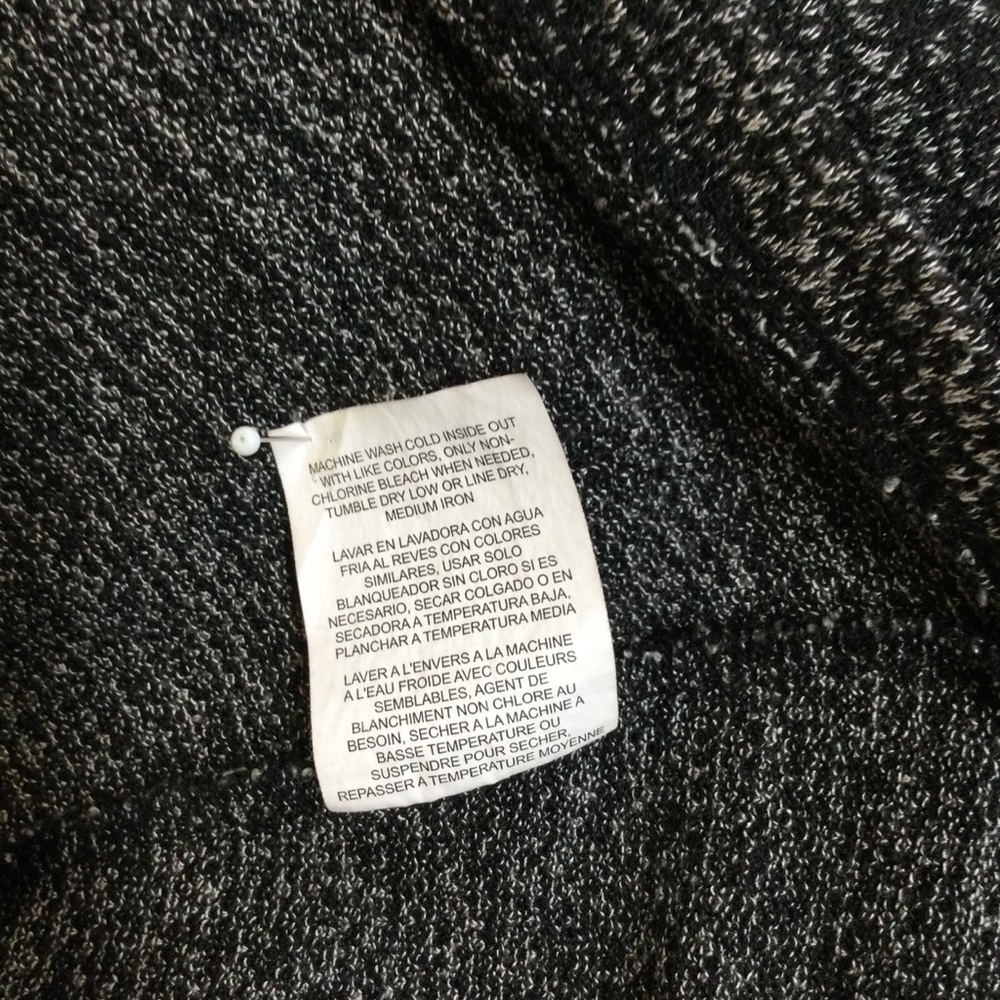 MACHINE WASH COLD INSIDE OUT
WITH LIKE COLORS, ONLY NON-
CHLORINE BLEACH WHEN NEEDED,
TUMBLE DRY LOW OR LINE DRY,
MEDIUM IRON
LAVAR EN LAVADORA CON AGUA
FRIA AL REVES CON COLORES
SIMILARES, USAR SOLO
BLANQUEADOR SIN CLORO SI ES
NECESARIO, SECAR COLGADO O EN
SECADORA A TEMPERATURA BAJA,
PLANCHAR A TEMPERATURA MEDIA
LAVER A L'ENVERS A LA MACHINE
A L'EAU FROIDE AVEC COULEURS
SEMBLABLES, AGENT DE
BLANCHIMENT NON CHLORE AU
BESOIN, SECHER A LA MACHINE A
BASSE TEMPERATURE OU
SUSPENDRE POUR SECHER,
REPASSER A TEMPERATURE MOYENNE